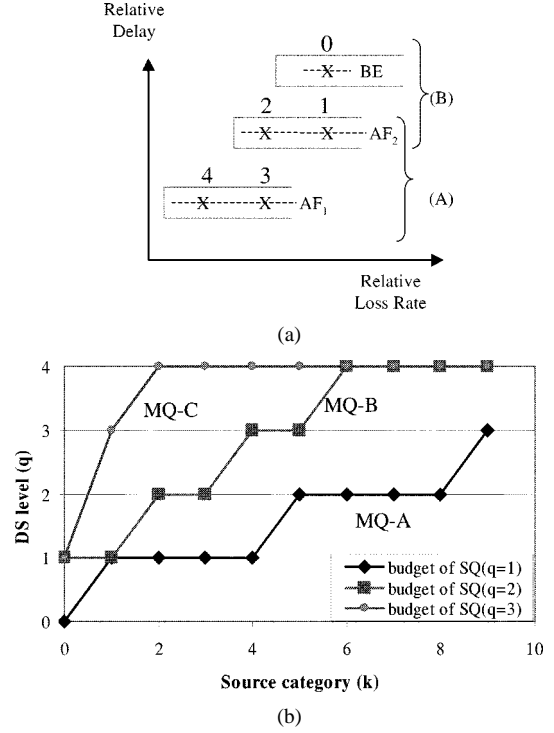 Relative
Delay
0
X
BE
(B)
2
1
X
X
AF2
4
3
(A)
X
X
AF1
Relative
Loss Rate
(a)
4
MQ-C
MQ-B
3
DS level (q)
2
MQ-A
1
budget of SQ(q=1)
budget of SQ(q=2)
budget of SQ(q=3)
0
0
2
4
6
8
10
Source category (k)
(b)